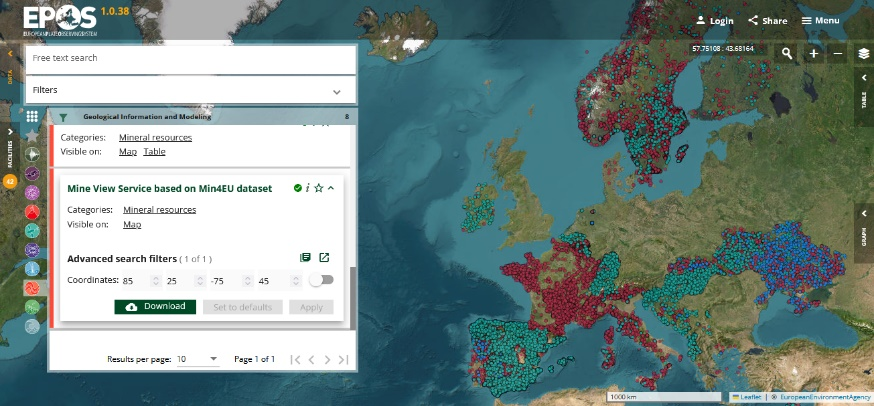 EPOS 1.0.38
EUROPEAN PLATE OBSERVING SYSTEM
Login Share Menu
57.75108 : 43.68164
DATA
FACILITIES
42
TABLE
GRAPH
Free text search
Filters
Geological Information and Modeling 8
Categories: Mineral resources
Visible on: Map Table
Mine View Service based on Min4EU dataset
Categories: Mineral resources
Visible on: Map
Advanced search filters ( 1 of 1 )
Coordinates: 85 25 -75 45
Download Set to defaults Apply
Results per page: 10 Page 1 of 1
1000 km
Leaflet | © EuropeanEnvironmentAgency